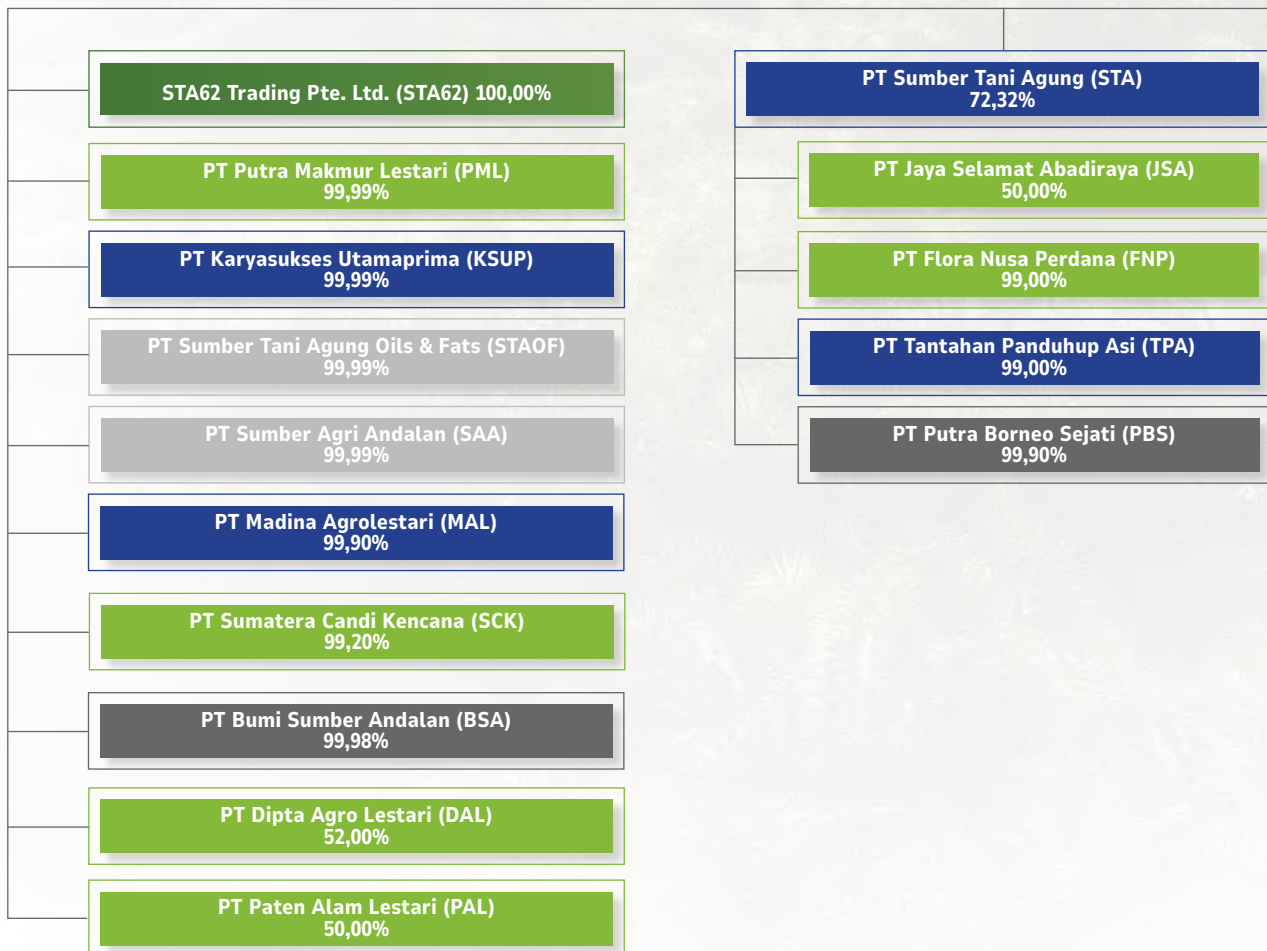 STA62 Trading Pte. Ltd. (STA62) 100,00%
PT Putra Makmur Lestari (PML)
99,99%
PT Karyasukses Utamaprima (KSUP)
99,99%
PT Sumber Tani Agung Oils & Fats (STAOF)
99,99%
PT Sumber Agri Andalan (SAA)
99,99%
PT Madina Agrolestari (MAL)
99,90%
PT Sumatera Candi Kencana (SCK)
99,20%
PT Bumi Sumber Andalan (BSA)
99,98%
PT Dipta Agro Lestari (DAL)
52,00%
PT Paten Alam Lestari (PAL)
50,00%
PT Sumber Tani Agung (STA)
72,32%
PT Jaya Selamat Abadiraya (JSA)
50,00%
PT Flora Nusa Perdana (FNP)
99,00%
PT Tantahan Panduhup Asi (TPA)
99,00%
PT Putra Borneo Sejati (PBS)
99,90%